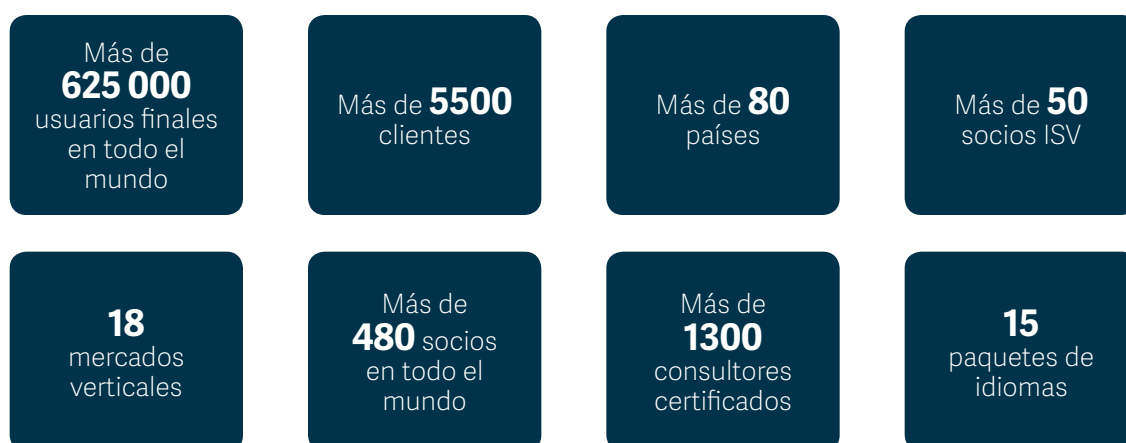 Más de
625 000
usuarios finales
en todo el
mundo
Más de 5500
clientes
Más de 80
países
Más de 50
socios ISV
18
mercados
verticales
Más de
480 socios
en todo el
mundo
Más de
1300
consultores
certificados
15
paquetes de
idiomas